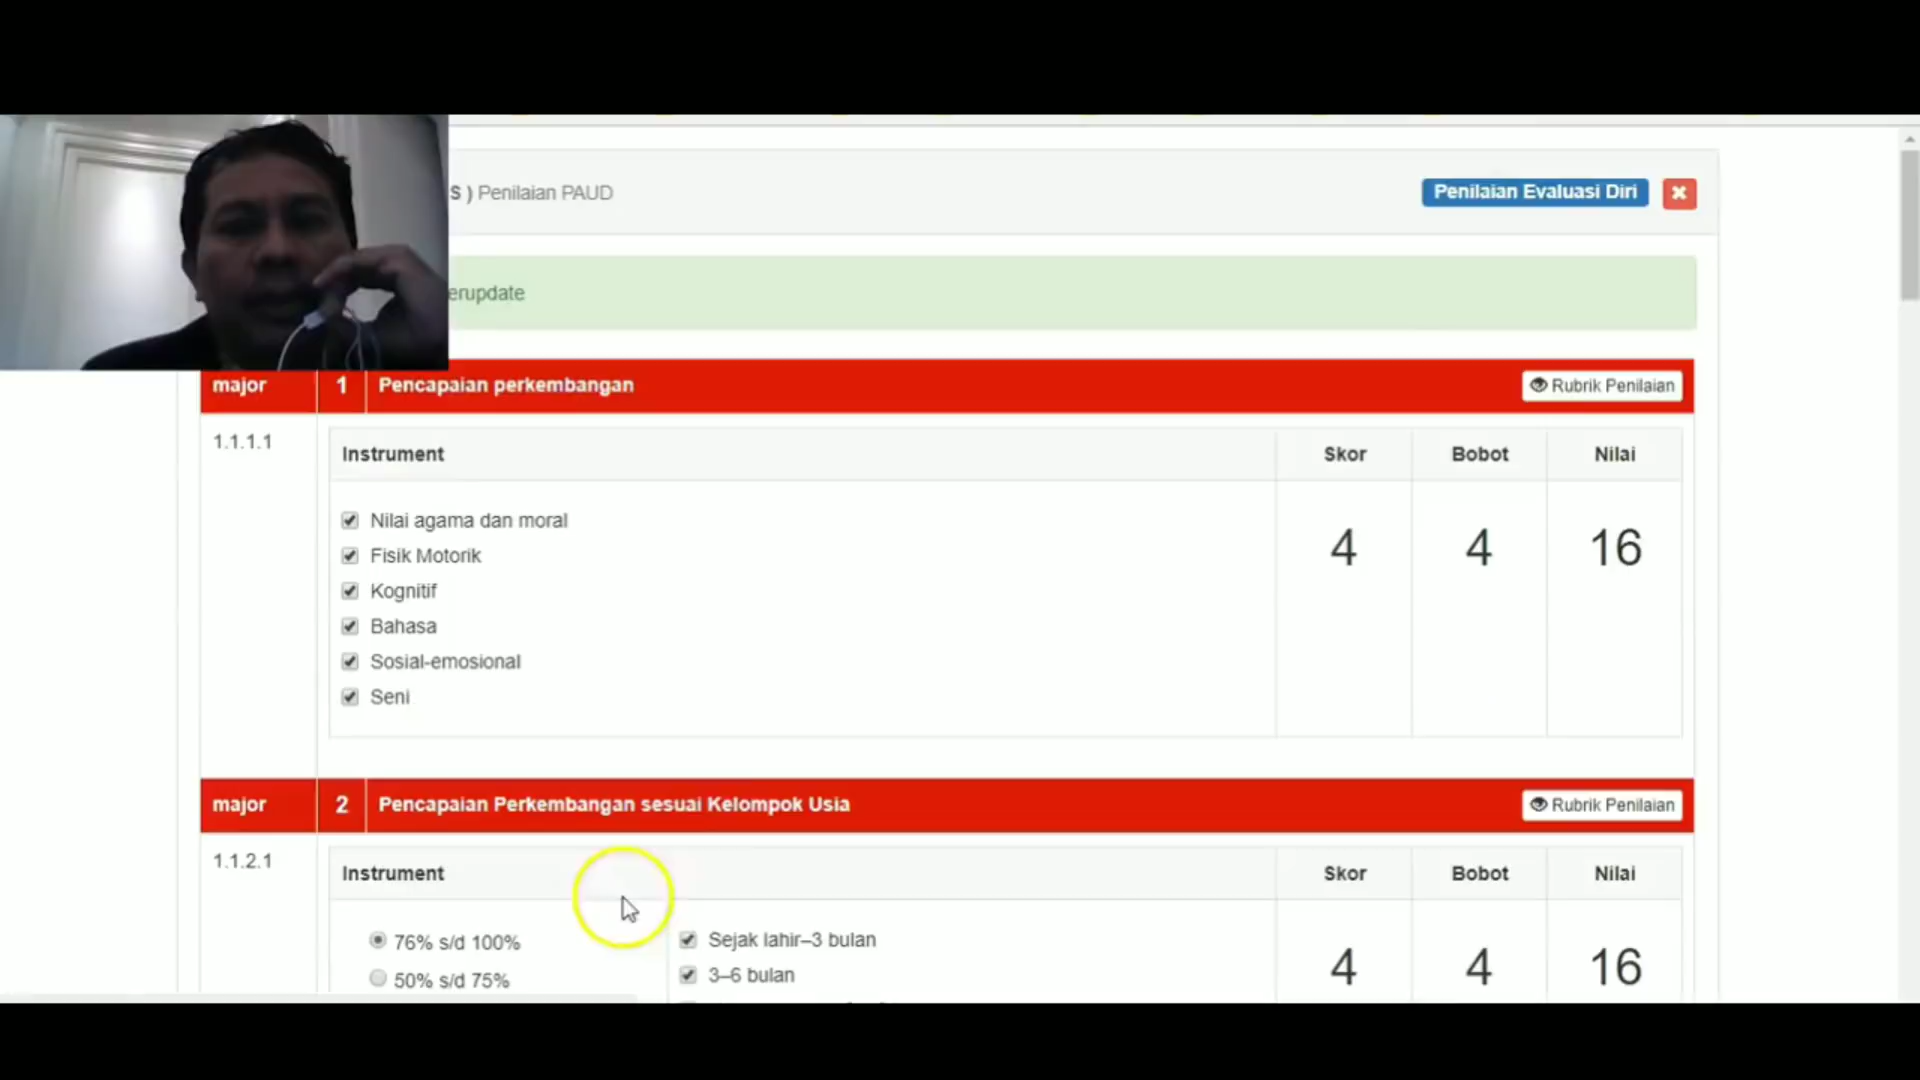 S ) Penilaian PAUD
Penilaian Evaluasi Diri
erupdate
major 1 Pencapaian perkembangan Rubrik Penilaian
1.1.1.1
Instrument Skor Bobot Nilai
Nilai agama dan moral
Fisik Motorik
Kognitif
Bahasa
Sosial-emosional
Seni
4 4 16
major 2 Pencapaian Perkembangan sesuai Kelompok Usia Rubrik Penilaian
1.1.2.1
Instrument Skor Bobot Nilai
76% s/d 100%
50% s/d 75%
Sejak lahir–3 bulan
3–6 bulan
4 4 16